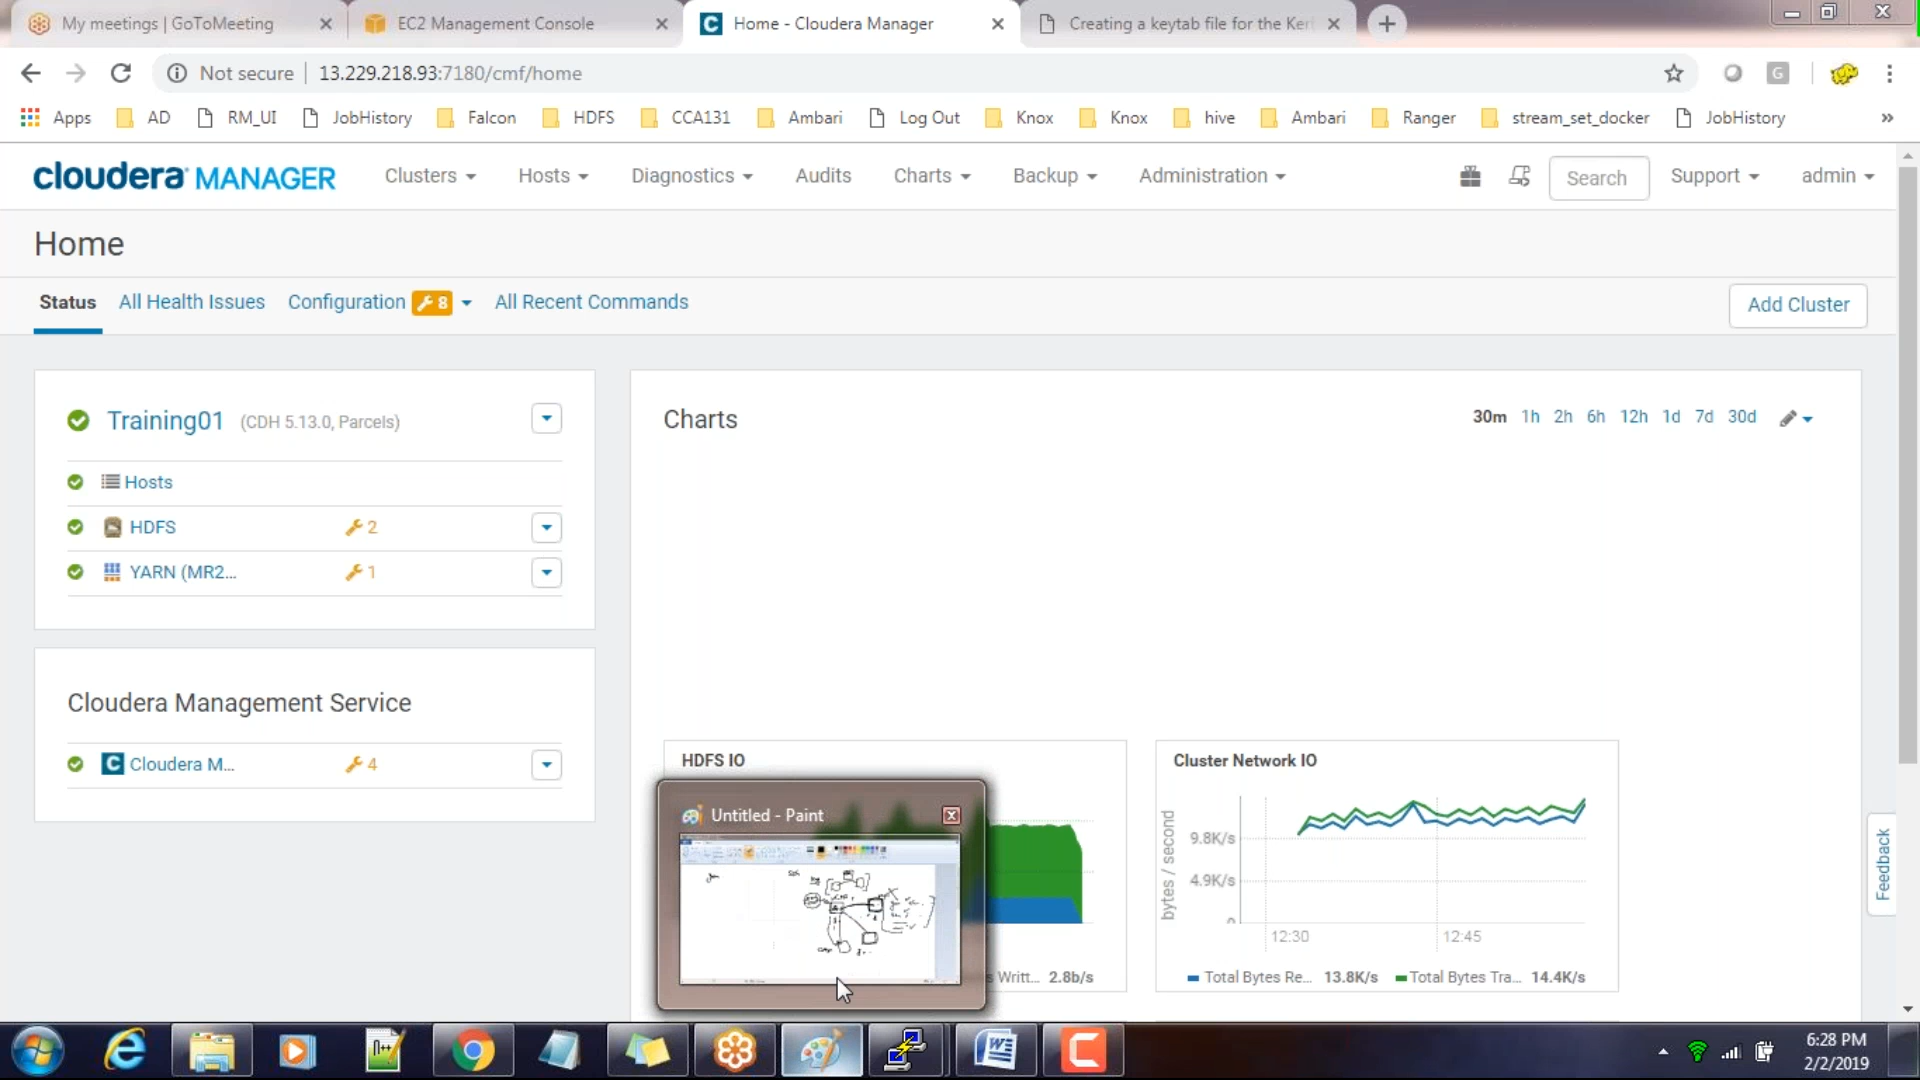 My meetings | GoToMeeting
EC2 Management Console
Home - Cloudera Manager
Creating a keytab file for the Ker
Not secure
13.229.218.93:7180/cmf/home
Apps
AD
RM_UI
JobHistory
Falcon
HDFS
CCA131
Ambari
Log Out
Knox
Knox
hive
Ambari
Ranger
stream_set_docker
JobHistory
»
cloudera MANAGER
Clusters
Hosts
Diagnostics
Audits
Charts
Backup
Administration
Search
Support
admin
Home
Status
All Health Issues
Configuration
8
All Recent Commands
Add Cluster
Training01
(CDH 5.13.0, Parcels)
Hosts
HDFS
2
YARN (MR2...
1
Cloudera Management Service
Cloudera M...
4
Charts
30m
1h
2h
6h
12h
1d
7d
30d
HDFS IO
Cluster Network IO
bytes / second
9.8K/s
4.9K/s
0
12:30
12:45
s Writt... 2.8b/s
Total Bytes Re... 13.8K/s
Total Bytes Tra... 14.4K/s
Untitled - Paint
Feedback
6:28 PM
2/2/2019